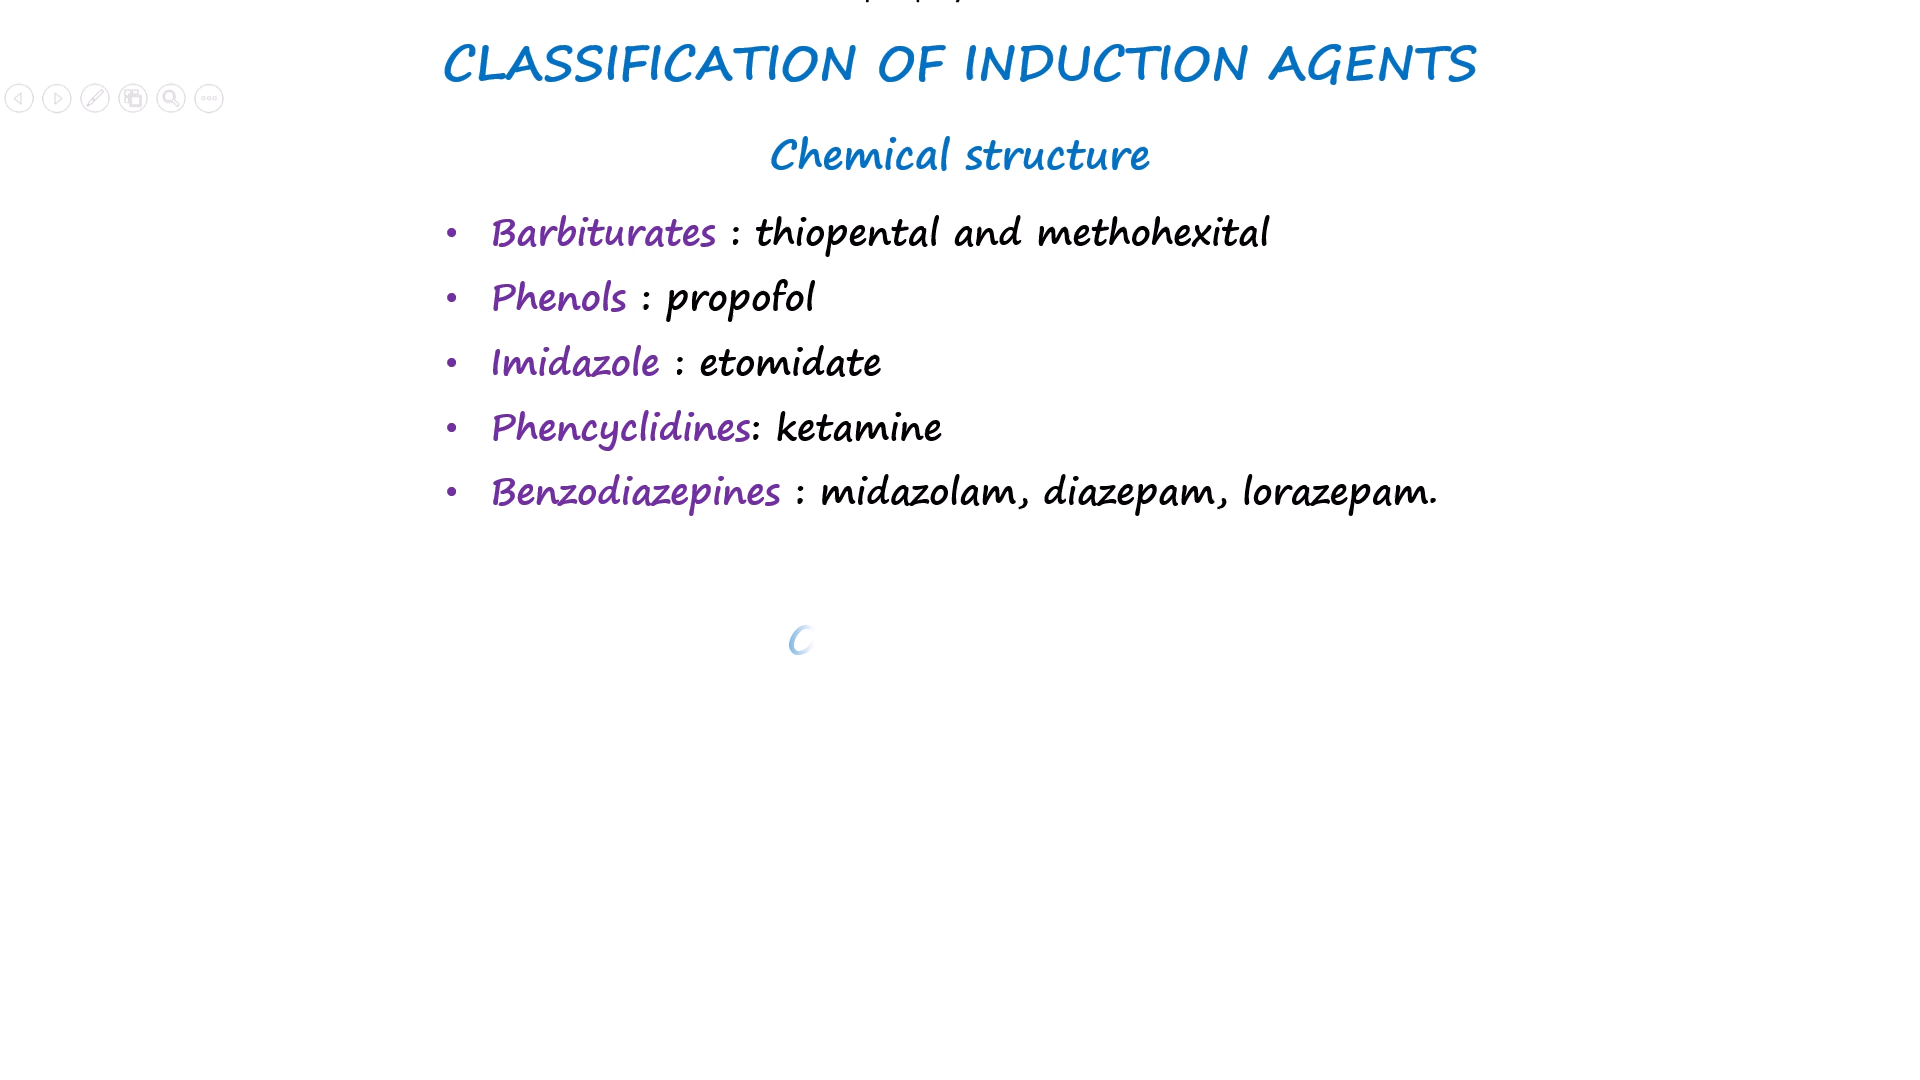 CLASSIFICATION OF INDUCTION AGENTS
Chemical structure
• Barbiturates : thiopental and methohexital
• Phenols : propofol
• Imidazole : etomidate
• Phencyclidines: ketamine
• Benzodiazepines : midazolam, diazepam, lorazepam.